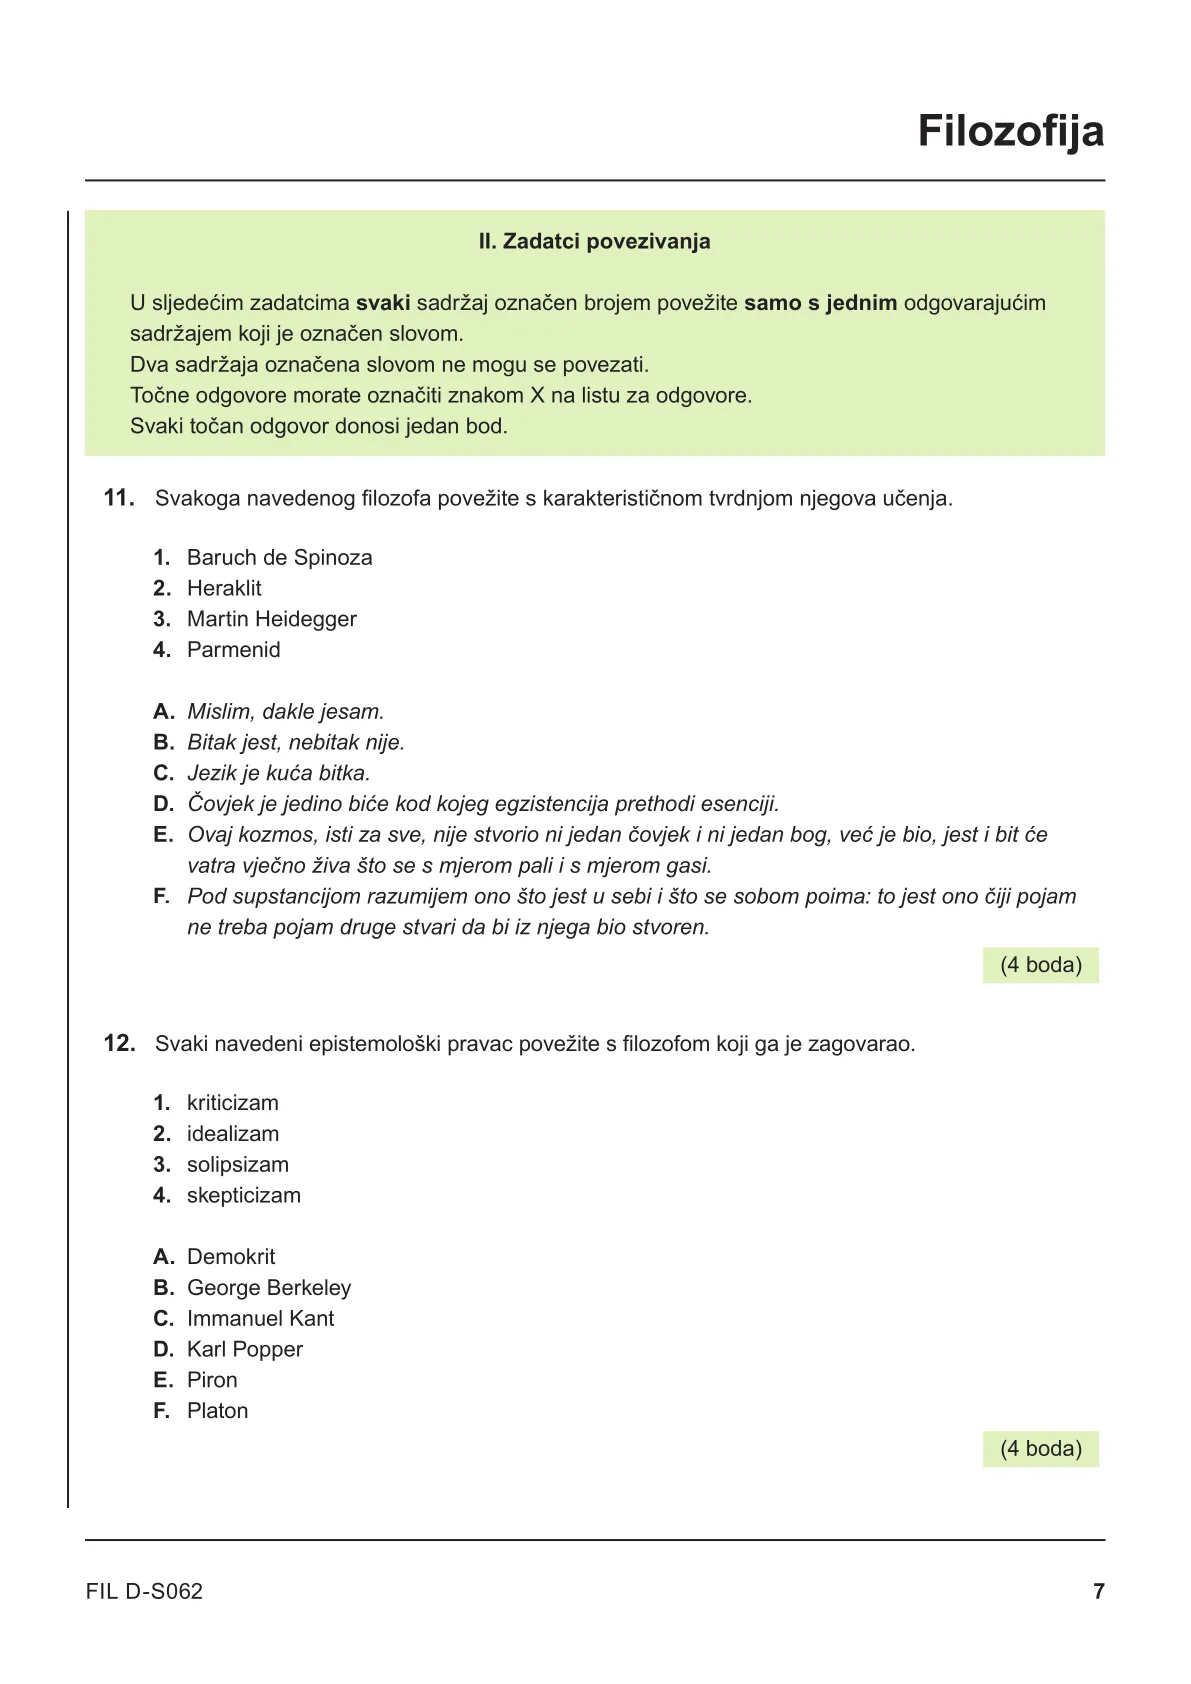 Filozofija
II. Zadatci povezivanja
U sljedećim zadatcima svaki sadržaj označen brojem povežite samo s jednim odgovarajućim
sadržajem koji je označen slovom.
Dva sadržaja označena slovom ne mogu se povezati.
Točne odgovore morate označiti znakom X na listu za odgovore.
Svaki točan odgovor donosi jedan bod.
11. Svakoga navedenog filozofa povežite s karakterističnom tvrdnjom njegova učenja.
1. Baruch de Spinoza
2. Heraklit
3. Martin Heidegger
4. Parmenid
A. Mislim, dakle jesam.
B. Bitak jest, nebitak nije.
C. Jezik je kuća bitka.
D. Čovjek je jedino biće kod kojeg egzistencija prethodi esenciji.
E. Ovaj kozmos, isti za sve, nije stvorio ni jedan čovjek i ni jedan bog, već je bio, jest i bit će
vatra vječno živa što se s mjerom pali i s mjerom gasi.
F. Pod supstancijom razumijem ono što jest u sebi i što se sobom poima: to jest ono čiji pojam
ne treba pojam druge stvari da bi iz njega bio stvoren.
(4 boda)
12. Svaki navedeni epistemološki pravac povežite s filozofom koji ga je zagovarao.
1. kriticizam
2. idealizam
3. solipsizam
4. skepticizam
A. Demokrit
B. George Berkeley
C. Immanuel Kant
D. Karl Popper
E. Piron
F. Platon
(4 boda)
FIL D-S062
7